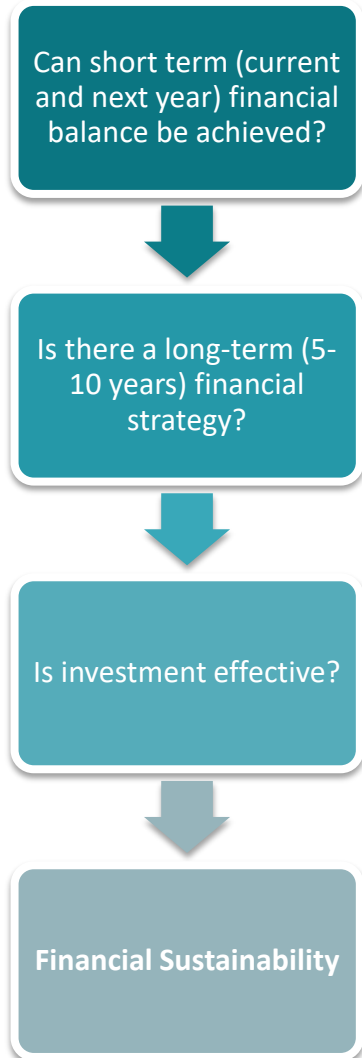 Can short term (current
and next year) financial
balance be achieved?
Is there a long-term (5-
10 years) financial
strategy?
Is investment effective?
Financial Sustainability